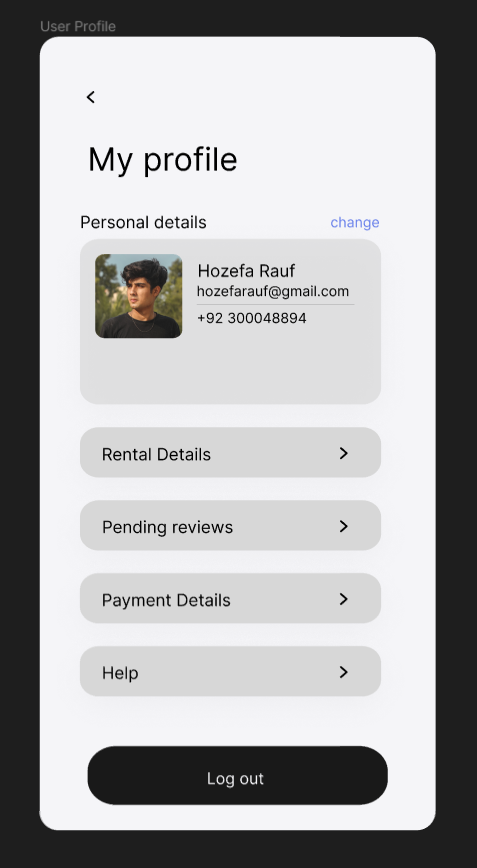 User Profile
My profile
Personal details
change
Hozefa Rauf
hozefarauf@gmail.com
+92 300048894
Rental Details
Pending reviews
Payment Details
Help
Log out